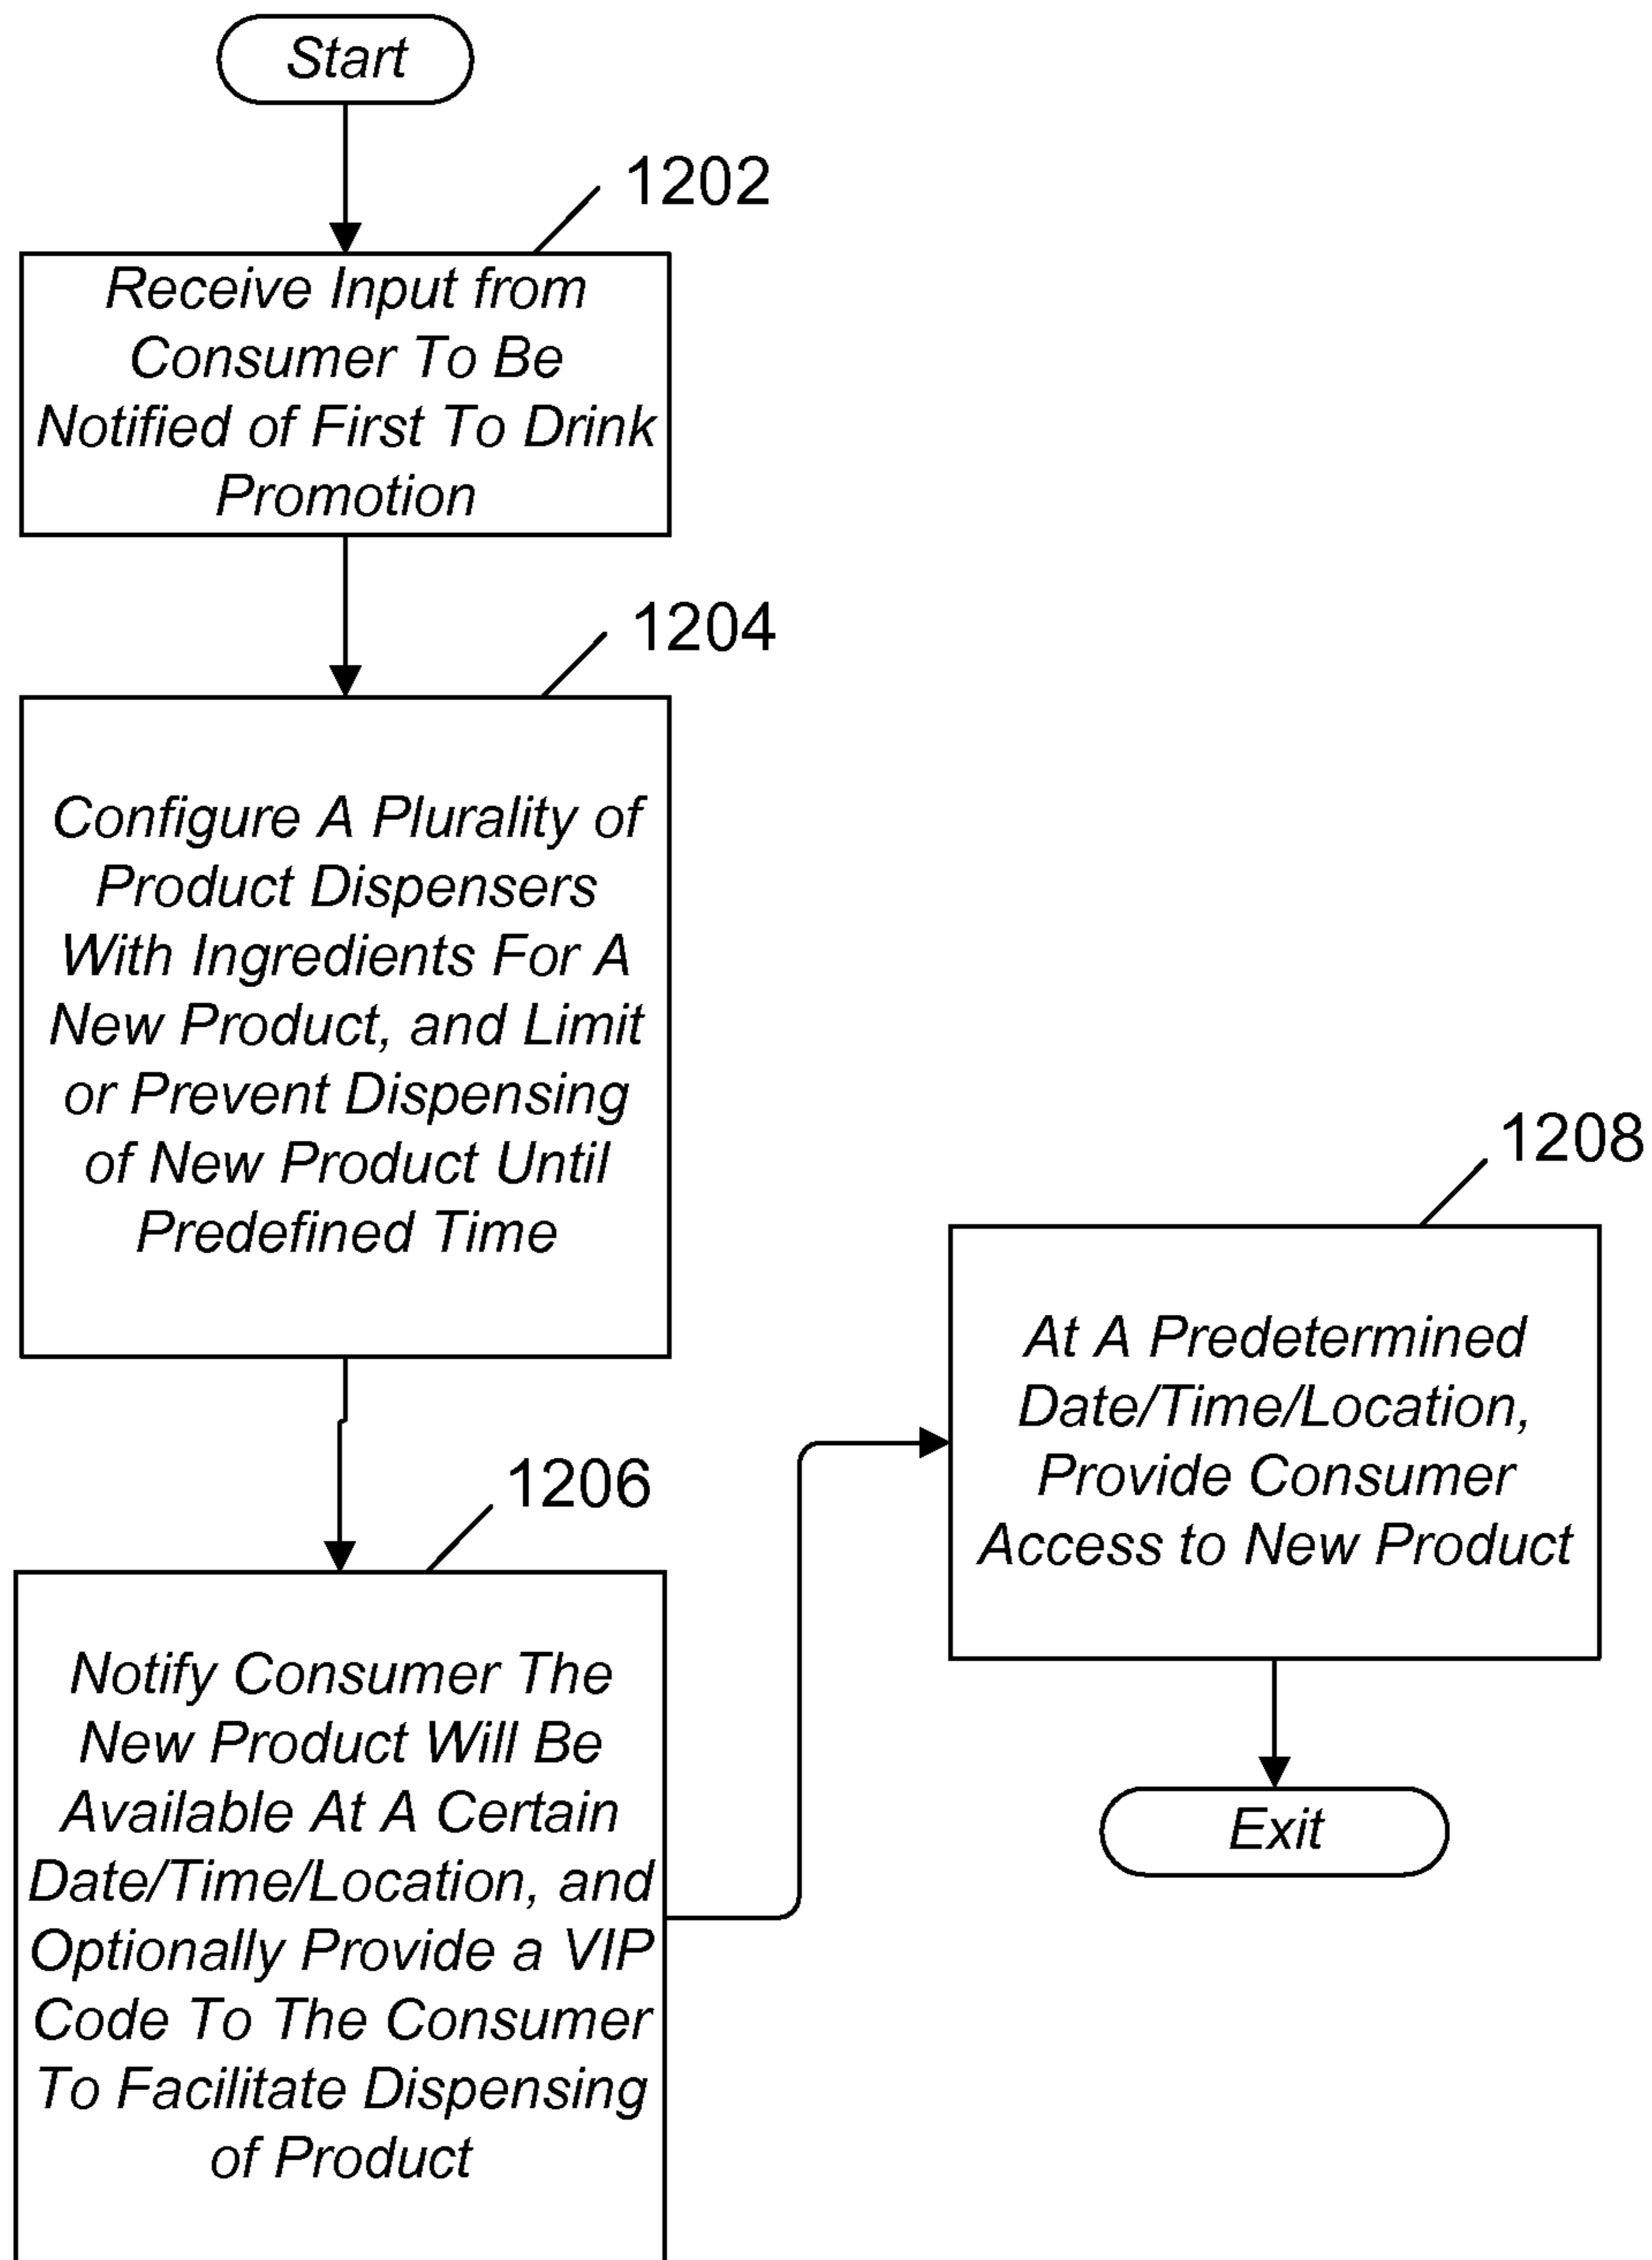 Start
1202
Receive Input from
Consumer To Be
Notified of First To Drink
Promotion
1204
Configure A Plurality of
Product Dispensers
With Ingredients For A
New Product, and Limit
or Prevent Dispensing
of New Product Until
Predefined Time
1206
Notify Consumer The
New Product Will Be
Available At A Certain
Date/Time/Location, and
Optionally Provide a VIP
Code To The Consumer
To Facilitate Dispensing
of Product
1208
At A Predetermined
Date/Time/Location,
Provide Consumer
Access to New Product
Exit